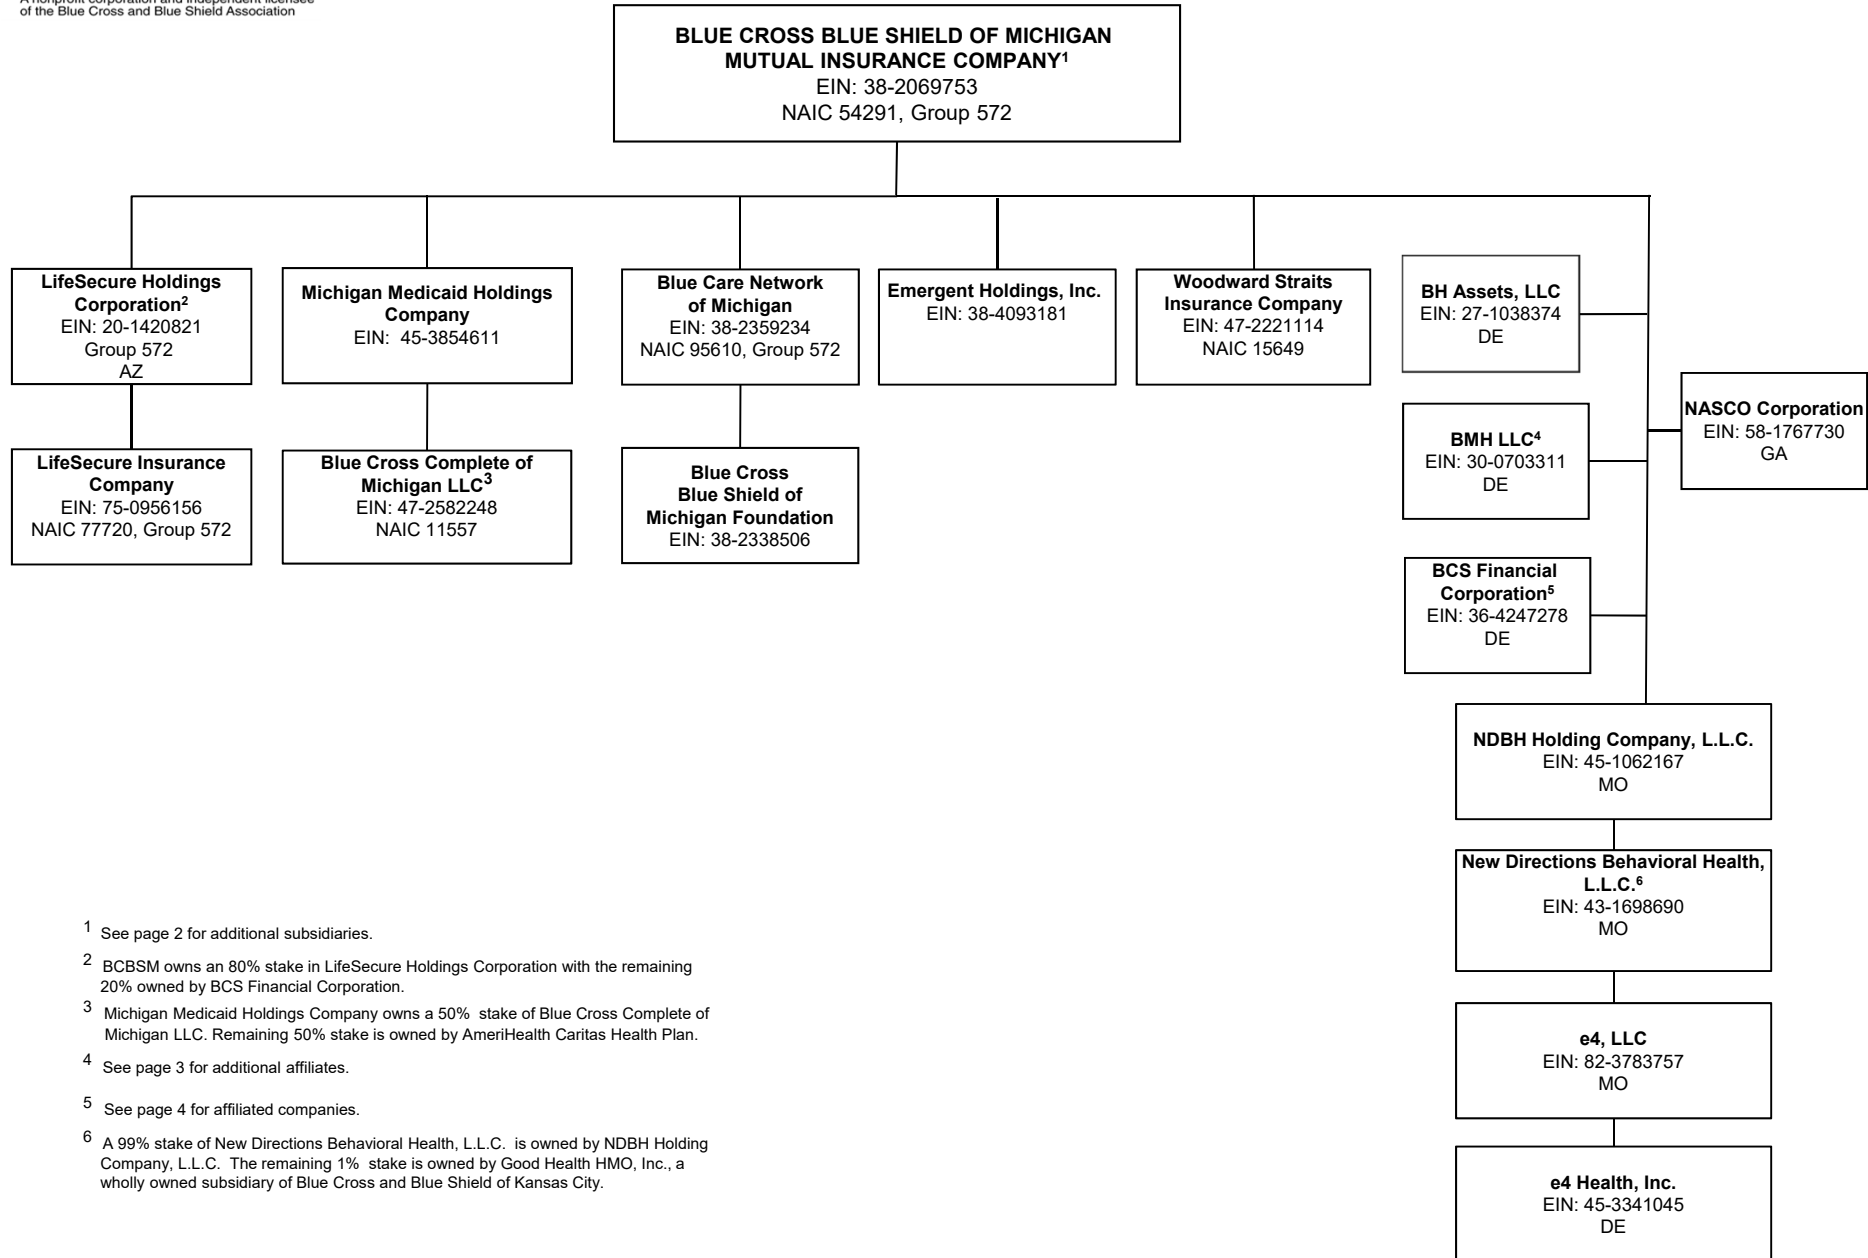 A nonprofit corporation and independent licensee
of the Blue Cross and Blue Shield Association
BLUE CROSS BLUE SHIELD OF MICHIGAN
MUTUAL INSURANCE COMPANY¹
EIN: 38-2069753
NAIC 54291, Group 572
LifeSecure Holdings
Corporation²
EIN: 20-1420821
Group 572
AZ
Michigan Medicaid Holdings
Company
EIN: 45-3854611
Blue Care Network
of Michigan
EIN: 38-2359234
NAIC 95610, Group 572
Emergent Holdings, Inc.
EIN: 38-4093181
Woodward Straits
Insurance Company
EIN: 47-2221114
NAIC 15649
BH Assets, LLC
EIN: 27-1038374
DE
NASCO Corporation
EIN: 58-1767730
GA
BMH LLC⁴
EIN: 30-0703311
DE
LifeSecure Insurance
Company
EIN: 75-0956156
NAIC 77720, Group 572
Blue Cross Complete of
Michigan LLC³
EIN: 47-2582248
NAIC 11557
Blue Cross
Blue Shield of
Michigan Foundation
EIN: 38-2338506
BCS Financial
Corporation⁵
EIN: 36-4247278
DE
NDBH Holding Company, L.L.C.
EIN: 45-1062167
MO
New Directions Behavioral Health,
L.L.C.⁶
EIN: 43-1698690
MO
e4, LLC
EIN: 82-3783757
MO
e4 Health, Inc.
EIN: 45-3341045
DE
¹ See page 2 for additional subsidiaries.
² BCBSM owns an 80% stake in LifeSecure Holdings Corporation with the remaining
20% owned by BCS Financial Corporation.
³ Michigan Medicaid Holdings Company owns a 50% stake of Blue Cross Complete of
Michigan LLC. Remaining 50% stake is owned by AmeriHealth Caritas Health Plan.
⁴ See page 3 for additional affiliates.
⁵ See page 4 for affiliated companies.
⁶ A 99% stake of New Directions Behavioral Health, L.L.C. is owned by NDBH Holding
Company, L.L.C. The remaining 1% stake is owned by Good Health HMO, Inc., a
wholly owned subsidiary of Blue Cross and Blue Shield of Kansas City.